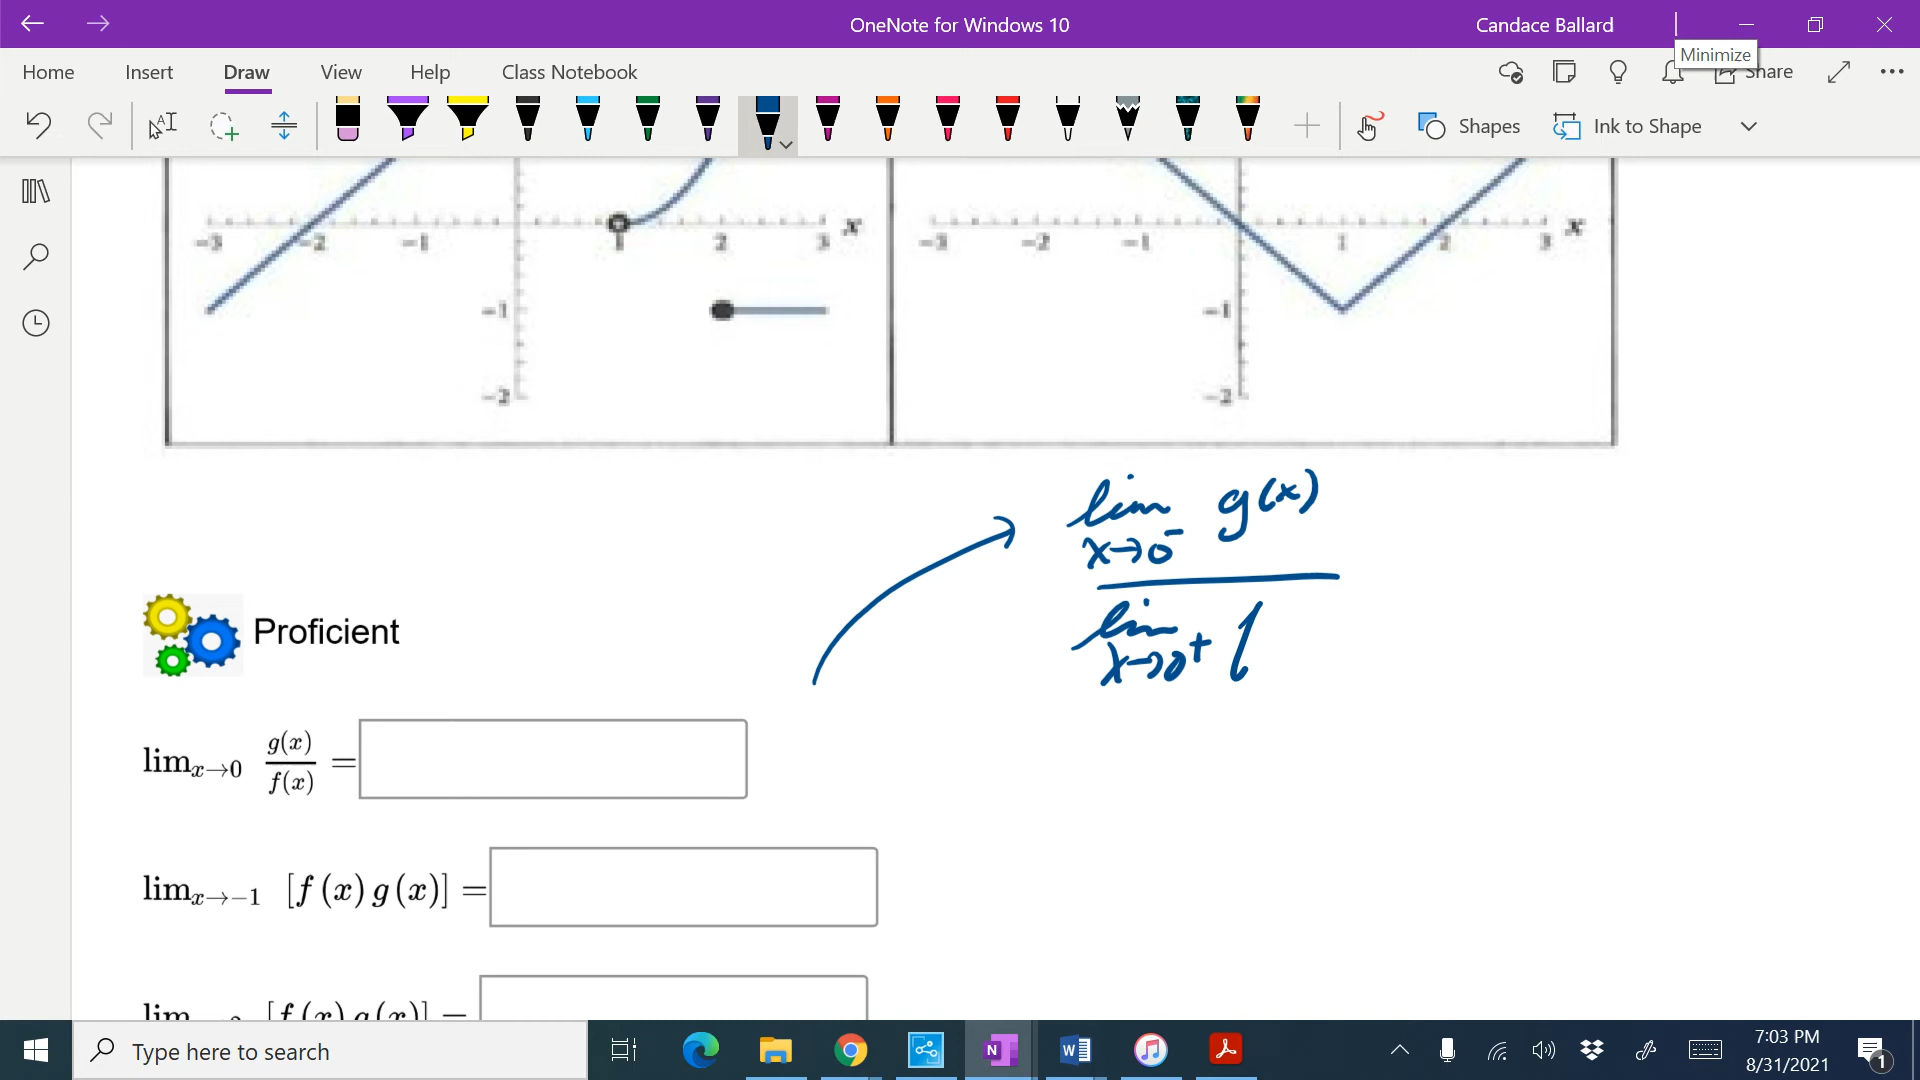 OneNote for Windows 10
Candace Ballard
Minimize
Home Insert Draw View Help Class Notebook
Share
Shapes
Ink to Shape
-3 -2 -1 1 2 3 x
-1
-2
-3 -2 -1 1 2 3 x
-1
-2
lim g(x)
x→0⁻
lim
x→0⁺
Proficient
lim_{x→0} g(x)/f(x) =
lim_{x→-1} [f(x)g(x)] =
lim [f(x)g(x)] =
Type here to search
7:03 PM
8/31/2021
1